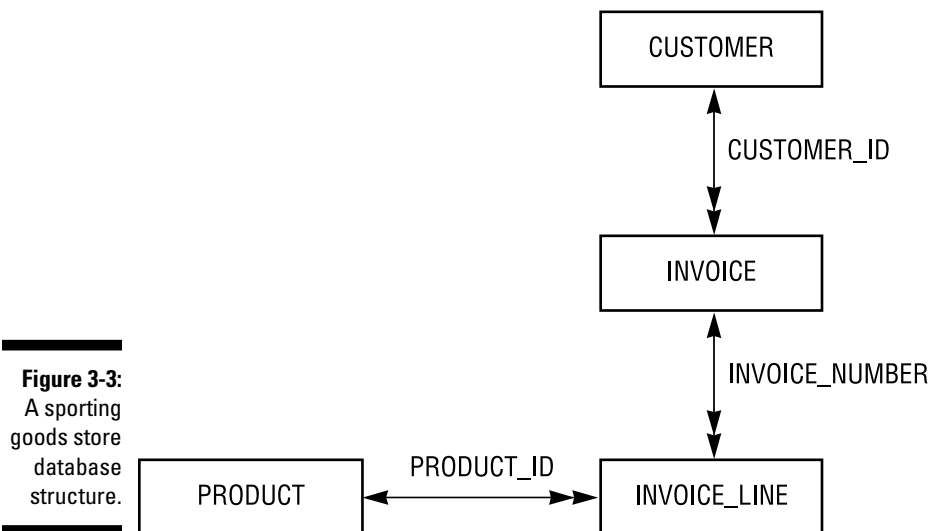 CUSTOMER
CUSTOMER_ID
INVOICE
INVOICE_NUMBER
Figure 3-3:
A sporting
goods store
database
structure.
PRODUCT
PRODUCT_ID
INVOICE_LINE